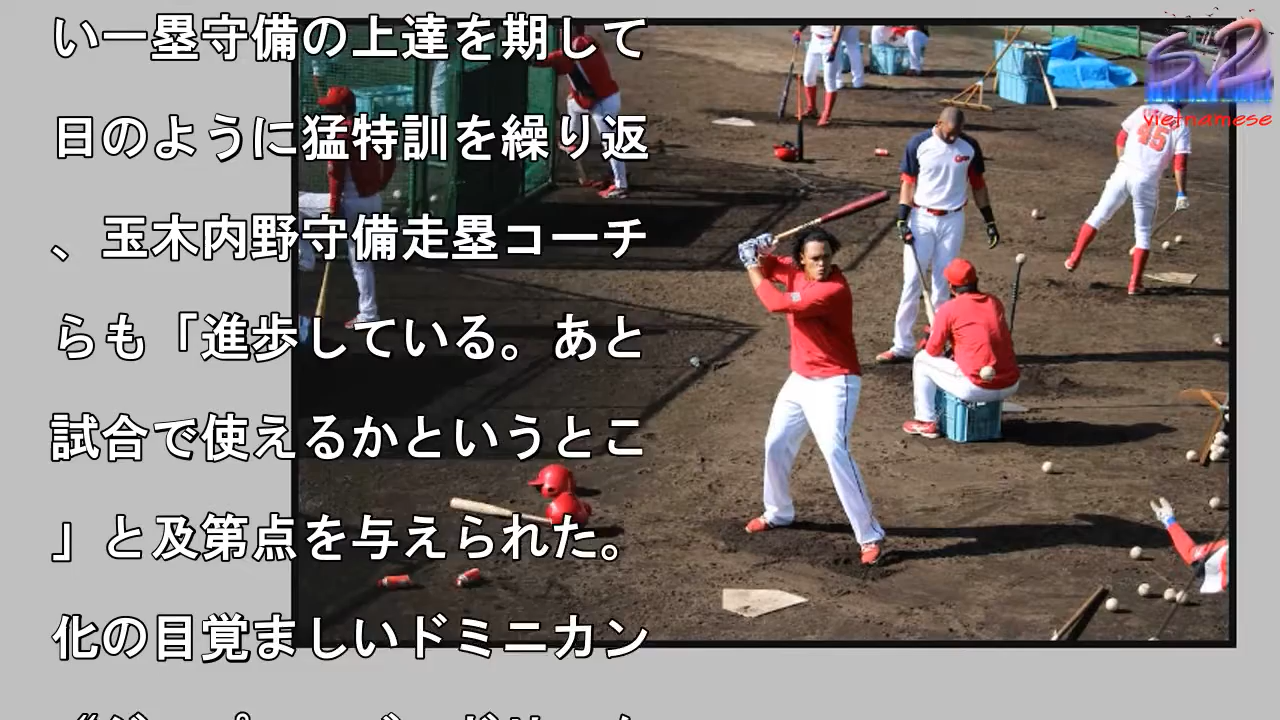 い一塁守備の上達を期して
日のように猛特訓を繰り返
、玉木内野守備走塁コーチ
らも「進歩している。あと
試合で使えるかというとこ
」と及第点を与えられた。
化の目覚ましいドミニカン
S2
vietnamese
45